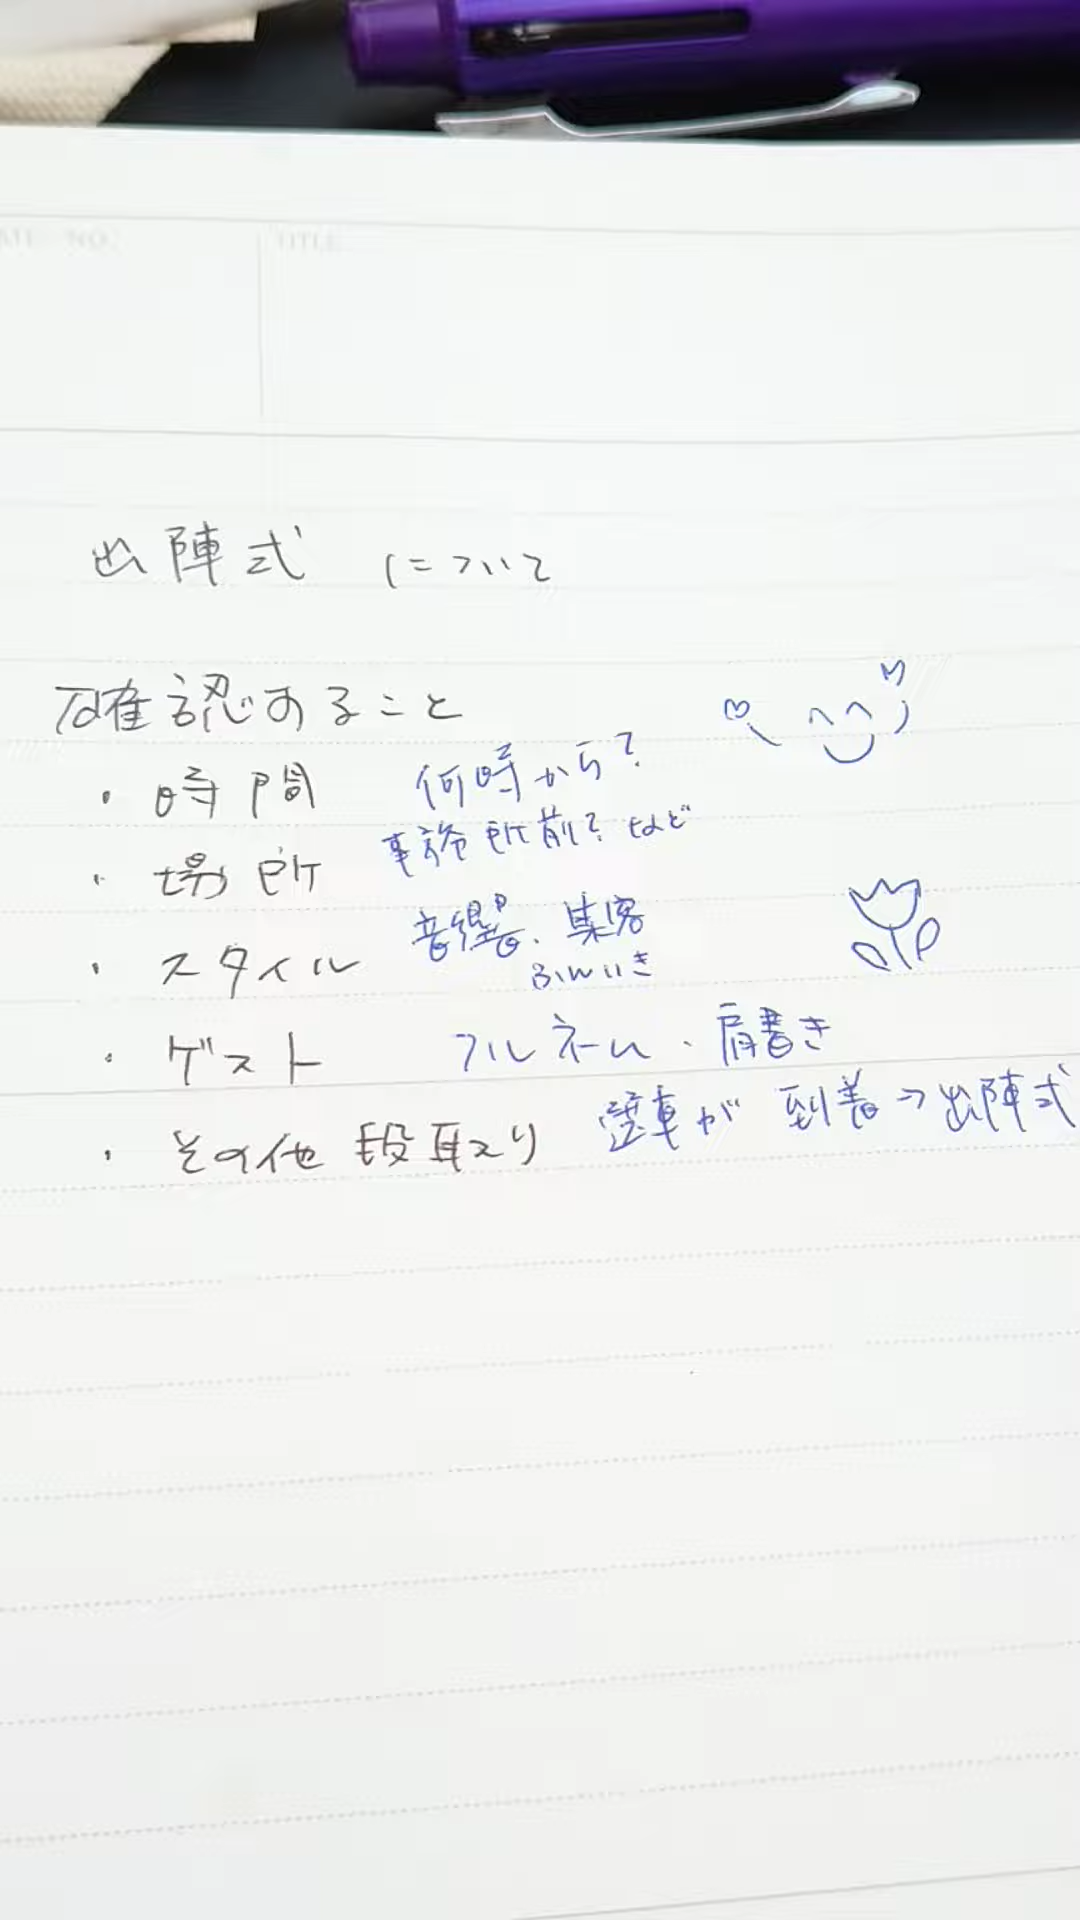 NO.
TITLE
出陣式 について
確認すること
・時間 何時から?
・場所 事務所前?など
・スタイル 音響、集客
ふんいき
・ゲスト フルネーム、肩書き
・その他 段取り 選車が 到着→出陣式